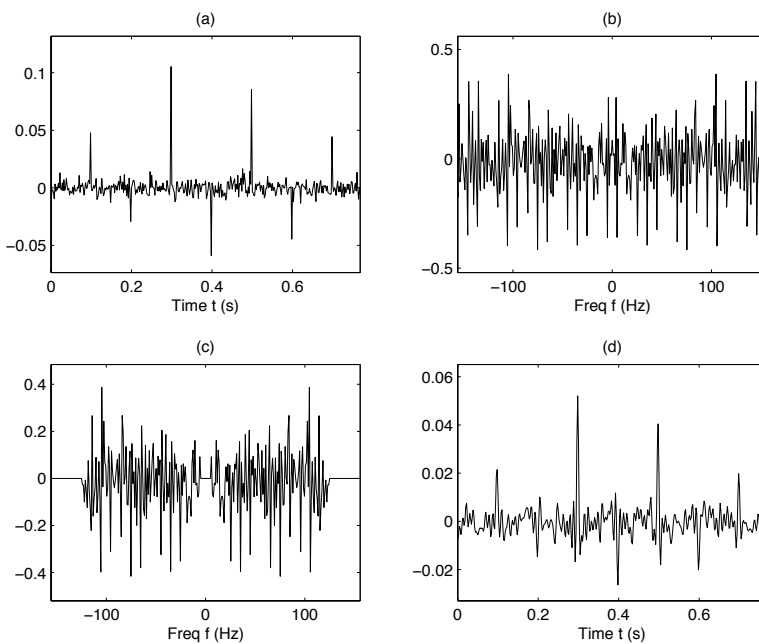 (a)
0.1
0.05
0
−0.05
0 0.2 0.4 0.6
Time t (s)
(b)
0.5
0
−0.5
−100 0 100
Freq f (Hz)
(c)
0.4
0.2
0
−0.2
−0.4
−100 0 100
Freq f (Hz)
(d)
0.06
0.04
0.02
0
−0.02
0 0.2 0.4 0.6
Time t (s)